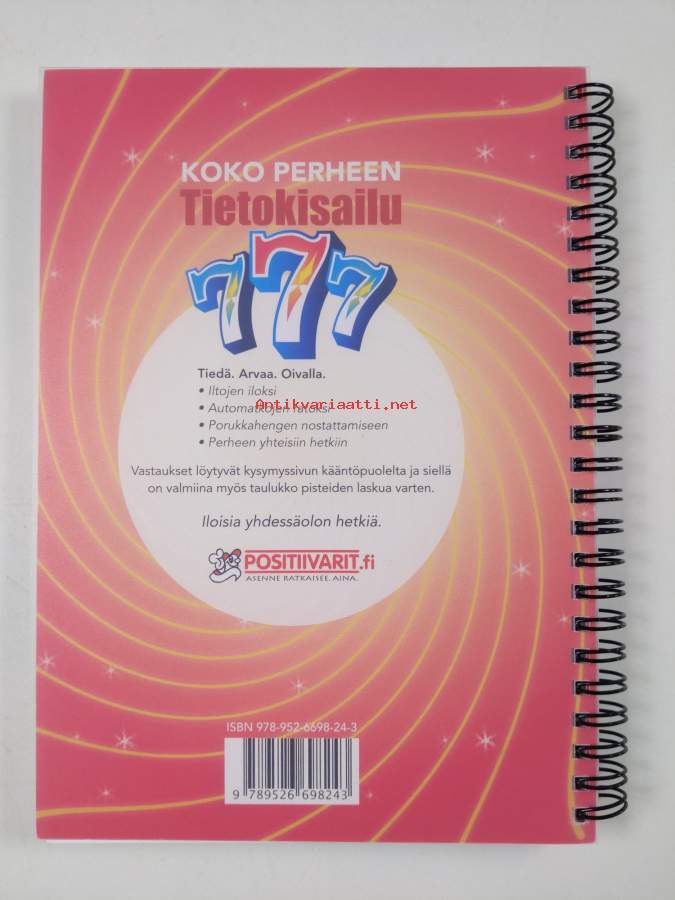 KOKO PERHEEN
Tietokisailu
777
Tiedä. Arvaa. Oivalla.
• Iltojen iloksi
Antikvariaatti.net
• Automatkojen ratoksi
• Porukkahengen nostattamiseen
• Perheen yhteisiin hetkiin
Vastaukset löytyvät kysymyssivun kääntöpuolelta ja siellä
on valmiina myös taulukko pisteiden laskua varten.
Iloisia yhdessäolon hetkiä.
POSITIIVARIT.fi
ASENNE RATKAISEE. AINA.
ISBN 978-952-6698-24-3
9 789526 698243